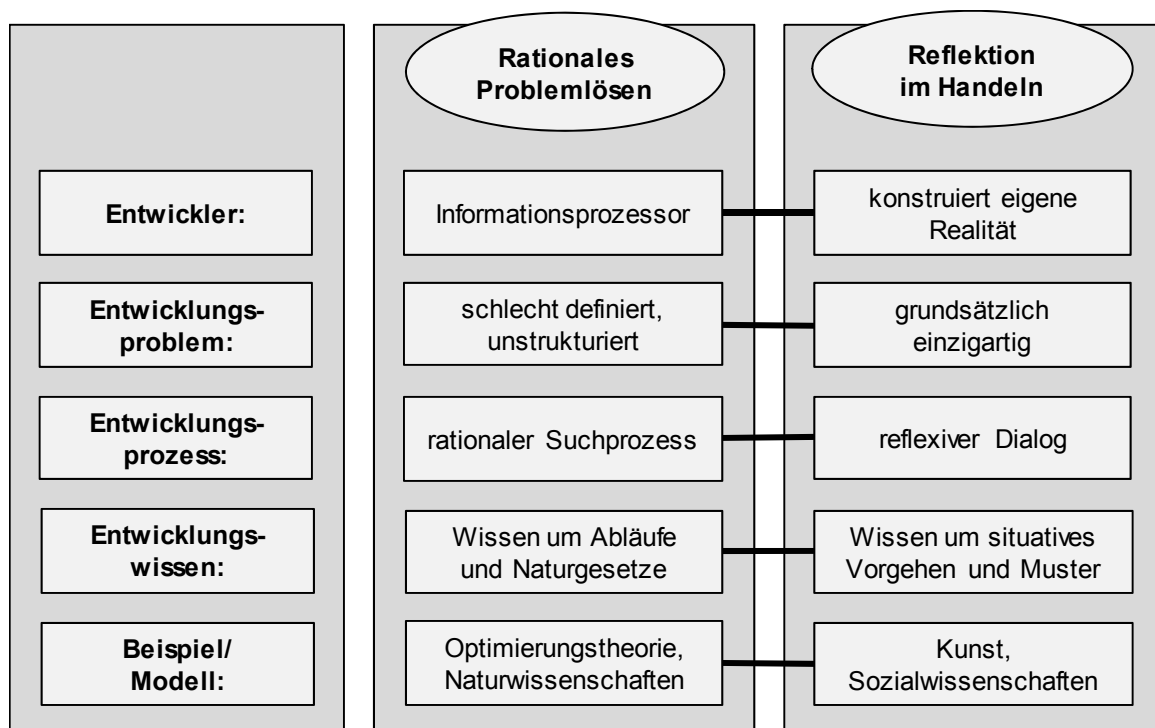 Rationales
Problemlösen
Reflektion
im Handeln
Entwickler:
Informationsprozessor
konstruiert eigene
Realität
Entwicklungs-
problem:
schlecht definiert,
unstrukturiert
grundsätzlich
einzigartig
Entwicklungs-
prozess:
rationaler Suchprozess
reflexiver Dialog
Entwicklungs-
wissen:
Wissen um Abläufe
und Naturgesetze
Wissen um situatives
Vorgehen und Muster
Beispiel/
Modell:
Optimierungstheorie,
Naturwissenschaften
Kunst,
Sozialwissenschaften